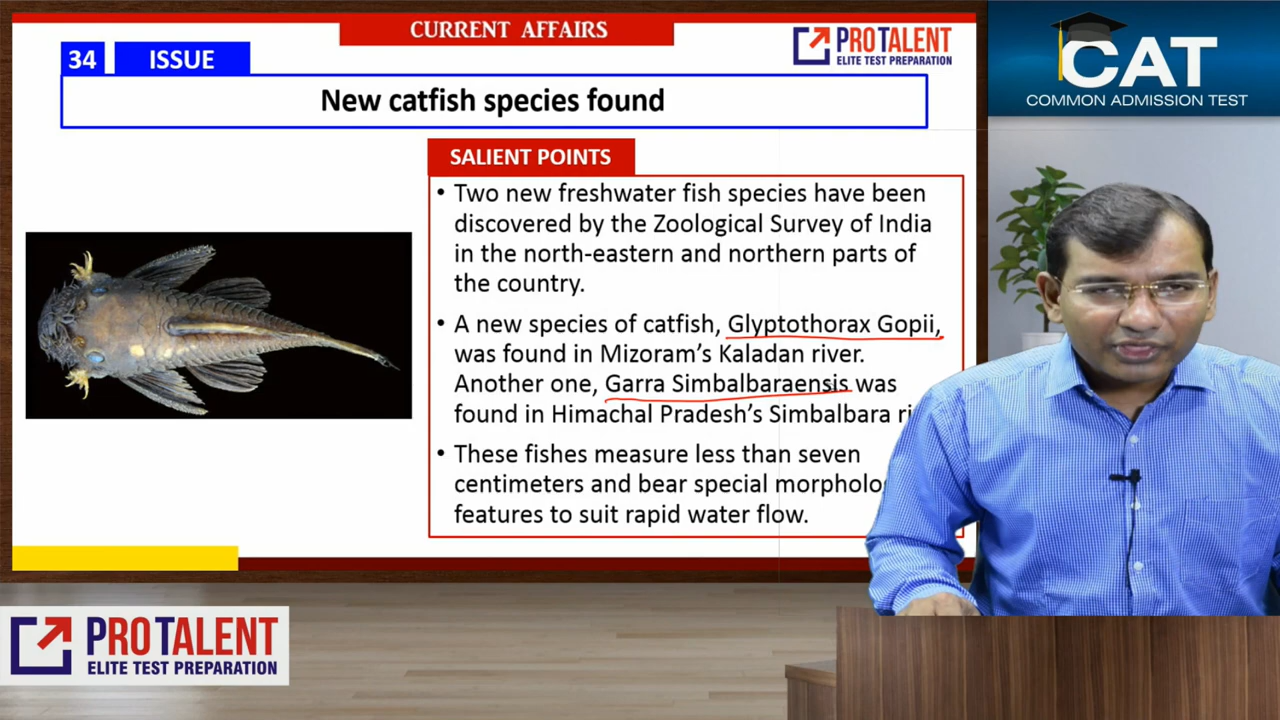 CURRENT AFFAIRS
PROTALENT
ELITE TEST PREPARATION
CAT
COMMON ADMISSION TEST
34 ISSUE
New catfish species found
SALIENT POINTS
• Two new freshwater fish species have been
discovered by the Zoological Survey of India
in the north-eastern and northern parts of
the country.
• A new species of catfish, Glyptothorax Gopii,
was found in Mizoram's Kaladan river.
Another one, Garra Simbalbaraensis was
found in Himachal Pradesh's Simbalbara
• These fishes measure less than seven
centimeters and bear special
features to suit rapid water flow.
PROTALENT
ELITE TEST PREPARATION